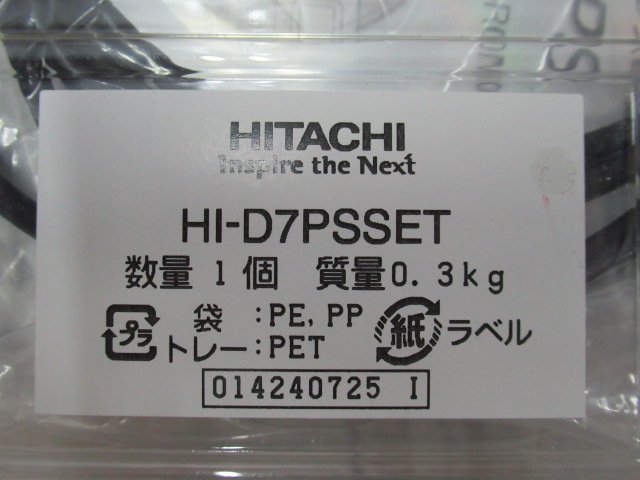 HITACHI
Inspire the Next
HI-D7PSSET
数量 1個 質量0.3kg
プラ 袋 :PE,PP 紙 ラベル
トレー:PET
014240725 I